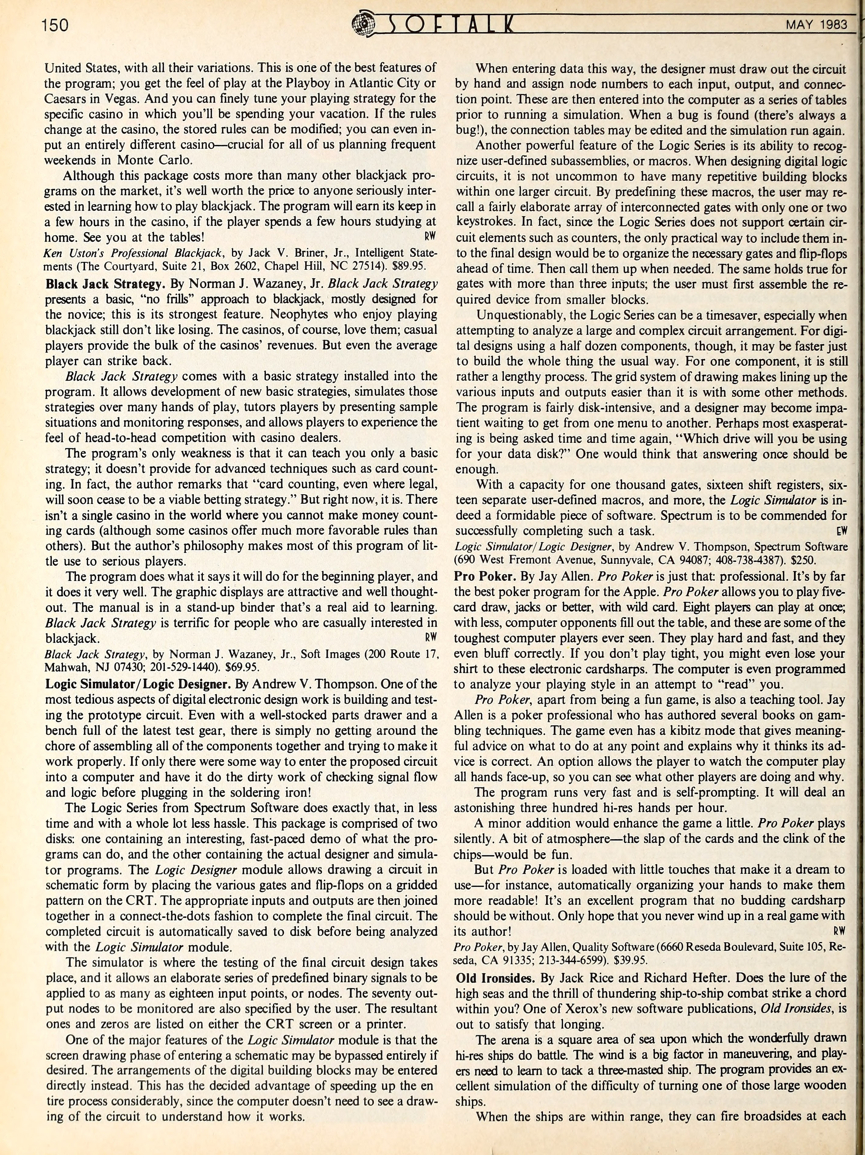 150
SOFTALK
MAY 1983
United States, with all their variations. This is one of the best features of
the program; you get the feel of play at the Playboy in Atlantic City or
Caesars in Vegas. And you can finely tune your playing strategy for the
specific casino in which you'll be spending your vacation. If the rules
change at the casino, the stored rules can be modified; you can even in-
put an entirely different casino—crucial for all of us planning frequent
weekends in Monte Carlo.
Although this package costs more than many other blackjack pro-
grams on the market, it's well worth the price to anyone seriously inter-
ested in learning how to play blackjack. The program will earn its keep in
a few hours in the casino, if the player spends a few hours studying at
home. See you at the tables! RW
Ken Uston's Professional Blackjack, by Jack V. Briner, Jr., Intelligent State-
ments (The Courtyard, Suite 21, Box 2602, Chapel Hill, NC 27514). $89.95.
Black Jack Strategy. By Norman J. Wazaney, Jr. Black Jack Strategy
presents a basic, "no frills" approach to blackjack, mostly designed for
the novice; this is its strongest feature. Neophytes who enjoy playing
blackjack still don't like losing. The casinos, of course, love them; casual
players provide the bulk of the casinos' revenues. But even the average
player can strike back.
Black Jack Strategy comes with a basic strategy installed into the
program. It allows development of new basic strategies, simulates those
strategies over many hands of play, tutors players by presenting sample
situations and monitoring responses, and allows players to experience the
feel of head-to-head competition with casino dealers.
The program's only weakness is that it can teach you only a basic
strategy; it doesn't provide for advanced techniques such as card count-
ing. In fact, the author remarks that "card counting, even where legal,
will soon cease to be a viable betting strategy." But right now, it is. There
isn't a single casino in the world where you cannot make money count-
ing cards (although some casinos offer much more favorable rules than
others). But the author's philosophy makes most of this program of lit-
tle use to serious players.
The program does what it says it will do for the beginning player, and
it does it very well. The graphic displays are attractive and well thought-
out. The manual is in a stand-up binder that's a real aid to learning.
Black Jack Strategy is terrific for people who are casually interested in
blackjack. RW
Black Jack Strategy, by Norman J. Wazaney, Jr., Soft Images (200 Route 17,
Mahwah, NJ 07430; 201-529-1440). $69.95.
Logic Simulator/Logic Designer. By Andrew V. Thompson. One of the
most tedious aspects of digital electronic design work is building and test-
ing the prototype circuit. Even with a well-stocked parts drawer and a
bench full of the latest test gear, there is simply no getting around the
chore of assembling all of the components together and trying to make it
work properly. If only there were some way to enter the proposed circuit
into a computer and have it do the dirty work of checking signal flow
and logic before plugging in the soldering iron!
The Logic Series from Spectrum Software does exactly that, in less
time and with a whole lot less hassle. This package is comprised of two
disks: one containing an interesting, fast-paced demo of what the pro-
grams can do, and the other containing the actual designer and simula-
tor programs. The Logic Designer module allows drawing a circuit in
schematic form by placing the various gates and flip-flops on a gridded
pattern on the CRT. The appropriate inputs and outputs are then joined
together in a connect-the-dots fashion to complete the final circuit. The
completed circuit is automatically saved to disk before being analyzed
with the Logic Simulator module.
The simulator is where the testing of the final circuit design takes
place, and it allows an elaborate series of predefined binary signals to be
applied to as many as eighteen input points, or nodes. The seventy out-
put nodes to be monitored are also specified by the user. The resultant
ones and zeros are listed on either the CRT screen or a printer.
One of the major features of the Logic Simulator module is that the
screen drawing phase of entering a schematic may be bypassed entirely if
desired. The arrangements of the digital building blocks may be entered
directly instead. This has the decided advantage of speeding up the en
tire process considerably, since the computer doesn't need to see a draw-
ing of the circuit to understand how it works.
When entering data this way, the designer must draw out the circuit
by hand and assign node numbers to each input, output, and connec-
tion point. These are then entered into the computer as a series of tables
prior to running a simulation. When a bug is found (there's always a
bug!), the connection tables may be edited and the simulation run again.
Another powerful feature of the Logic Series is its ability to recog-
nize user-defined subassemblies, or macros. When designing digital logic
circuits, it is not uncommon to have many repetitive building blocks
within one larger circuit. By predefining these macros, the user may re-
call a fairly elaborate array of interconnected gates with only one or two
keystrokes. In fact, since the Logic Series does not support certain cir-
cuit elements such as counters, the only practical way to include them in-
to the final design would be to organize the necessary gates and flip-flops
ahead of time. Then call them up when needed. The same holds true for
gates with more than three inputs; the user must first assemble the re-
quired device from smaller blocks.
Unquestionably, the Logic Series can be a timesaver, especially when
attempting to analyze a large and complex circuit arrangement. For digi-
tal designs using a half dozen components, though, it may be faster just
to build the whole thing the usual way. For one component, it is still
rather a lengthy process. The grid system of drawing makes lining up the
various inputs and outputs easier than it is with some other methods.
The program is fairly disk-intensive, and a designer may become impa-
tient waiting to get from one menu to another. Perhaps most exasperat-
ing is being asked time and time again, "Which drive will you be using
for your data disk?" One would think that answering once should be
enough.
With a capacity for one thousand gates, sixteen shift registers, six-
teen separate user-defined macros, and more, the Logic Simulator is in-
deed a formidable piece of software. Spectrum is to be commended for
successfully completing such a task. EW
Logic Simulator/Logic Designer, by Andrew V. Thompson, Spectrum Software
(690 West Fremont Avenue, Sunnyvale, CA 94087; 408-738-4387). $250.
Pro Poker. By Jay Allen. Pro Poker is just that: professional. It's by far
the best poker program for the Apple. Pro Poker allows you to play five-
card draw, jacks or better, with wild card. Eight players can play at once;
with less, computer opponents fill out the table, and these are some of the
toughest computer players ever seen. They play hard and fast, and they
even bluff correctly. If you don't play tight, you might even lose your
shirt to these electronic cardsharps. The computer is even programmed
to analyze your playing style in an attempt to "read" you.
Pro Poker, apart from being a fun game, is also a teaching tool. Jay
Allen is a poker professional who has authored several books on gam-
bling techniques. The game even has a kibitz mode that gives meaning-
ful advice on what to do at any point and explains why it thinks its ad-
vice is correct. An option allows the player to watch the computer play
all hands face-up, so you can see what other players are doing and why.
The program runs very fast and is self-prompting. It will deal an
astonishing three hundred hi-res hands per hour.
A minor addition would enhance the game a little. Pro Poker plays
silently. A bit of atmosphere—the slap of the cards and the clink of the
chips—would be fun.
But Pro Poker is loaded with little touches that make it a dream to
use—for instance, automatically organizing your hands to make them
more readable! It's an excellent program that no budding cardsharp
should be without. Only hope that you never wind up in a real game with
its author! RW
Pro Poker, by Jay Allen, Quality Software (6660 Reseda Boulevard, Suite 105, Re-
seda, CA 91335; 213-344-6599). $39.95.
Old Ironsides. By Jack Rice and Richard Hefter. Does the lure of the
high seas and the thrill of thundering ship-to-ship combat strike a chord
within you? One of Xerox's new software publications, Old Ironsides, is
out to satisfy that longing.
The arena is a square area of sea upon which the wonderfully drawn
hi-res ships do battle. The wind is a big factor in maneuvering, and play-
ers need to learn to tack a three-masted ship. The program provides an ex-
cellent simulation of the difficulty of turning one of those large wooden
ships.
When the ships are within range, they can fire broadsides at each